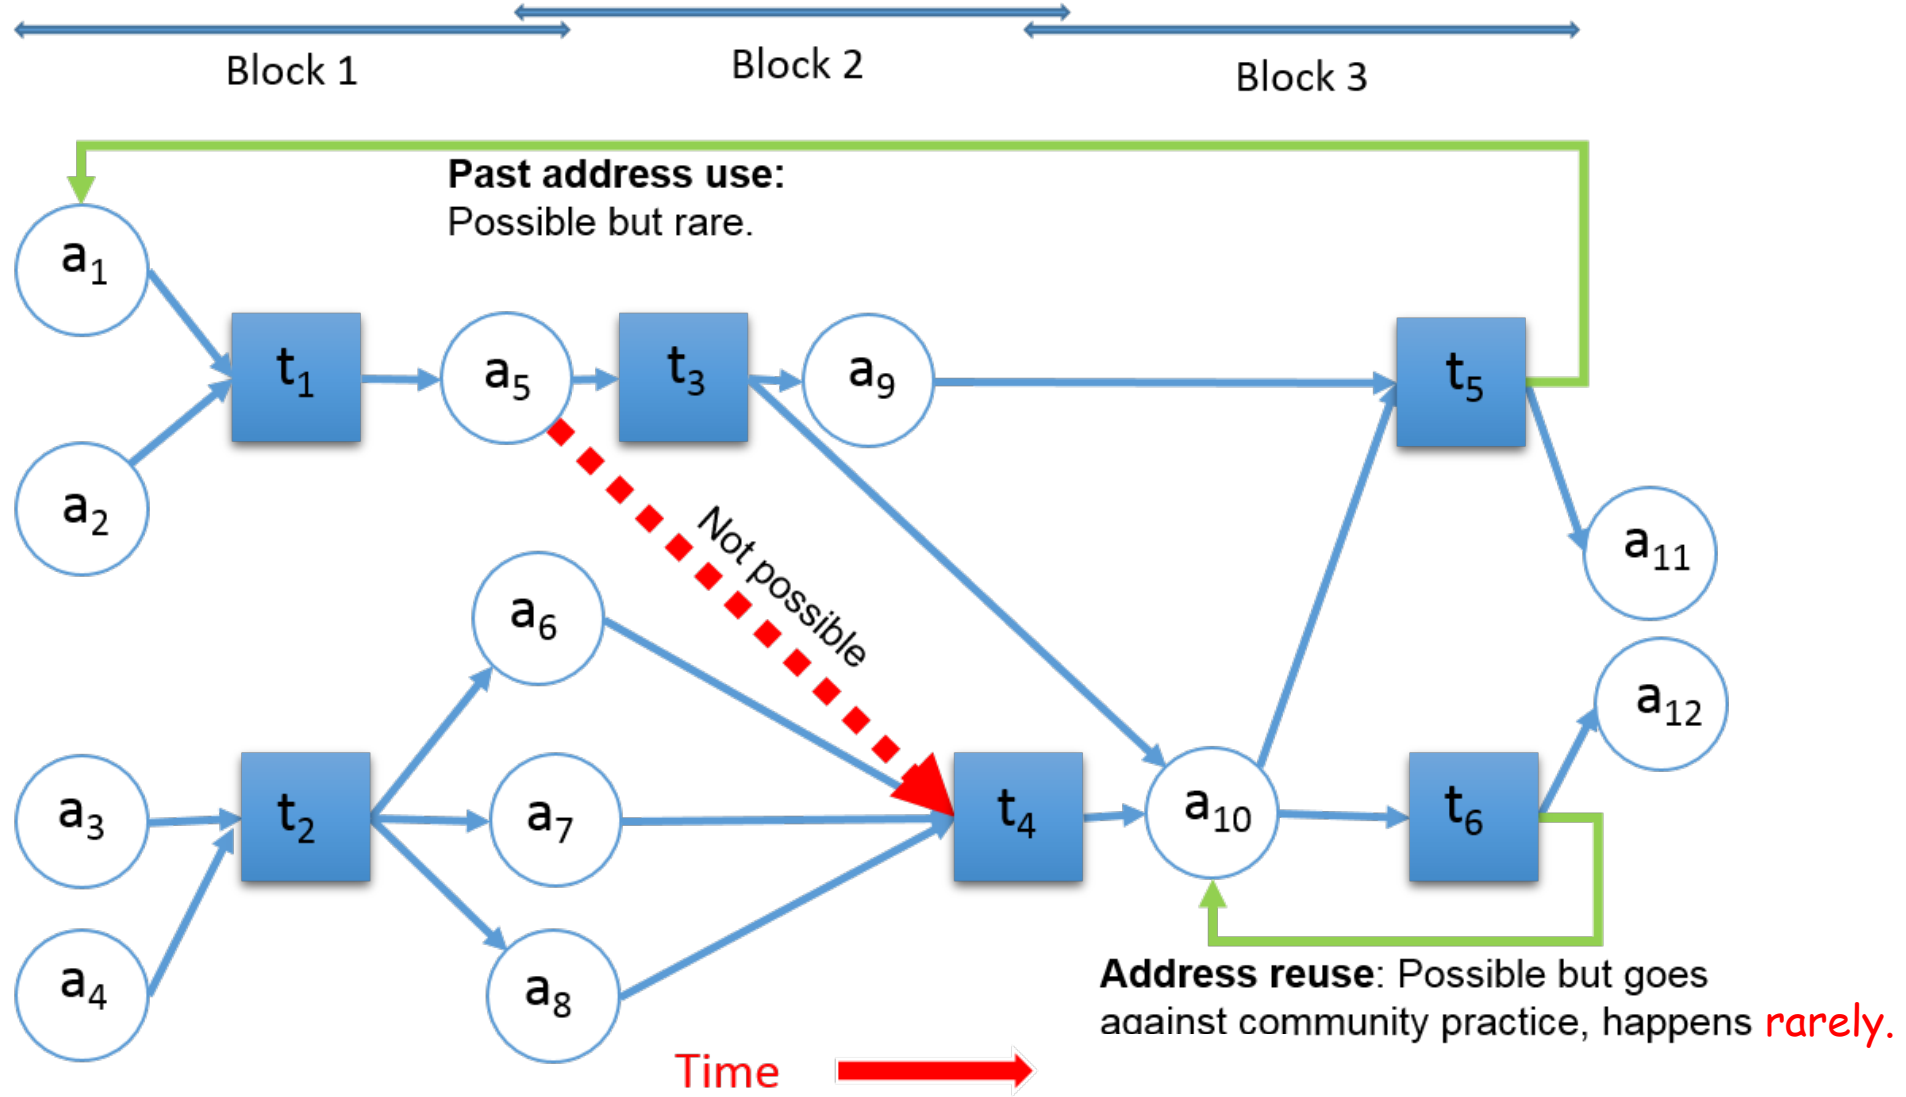 Block 1
Block 2
Block 3
Past address use:
Possible but rare.
a1
t1
a5
t3
a9
t5
a2
Not possible
a11
a6
a12
a3
t2
a7
t4
a10
t6
a4
a8
Address reuse: Possible but goes
against community practice, happens rarely.
Time